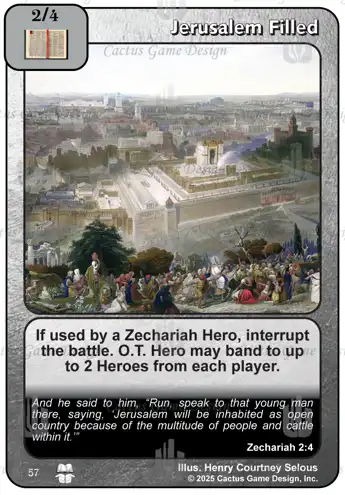 2/4
Jerusalem Filled
Cactus Game Design
If used by a Zechariah Hero, interrupt
the battle. O.T. Hero may band to up
to 2 Heroes from each player.
And he said to him, “Run, speak to that young man
there, saying, ‘Jerusalem will be inhabited as open
country because of the multitude of people and cattle
within it.’”
Zechariah 2:4
57
Illus. Henry Courtney Selous
© 2025 Cactus Game Design, Inc.